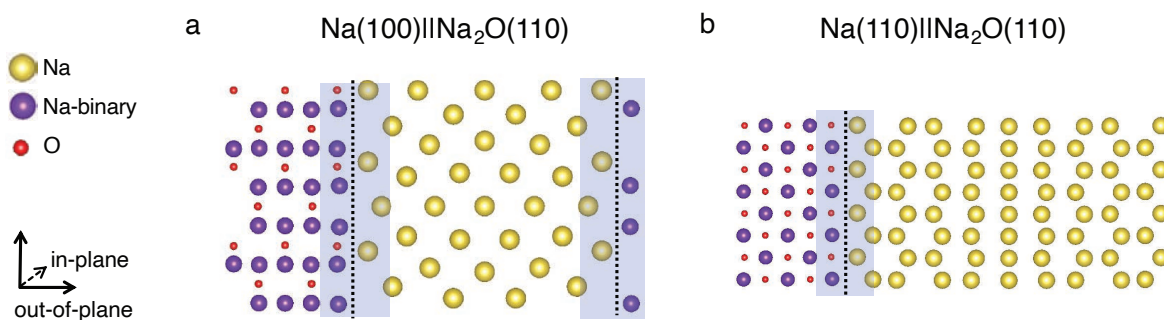 a
Na(100)||Na₂O(110)
b
Na(110)||Na₂O(110)
Na
Na-binary
O
in-plane
out-of-plane